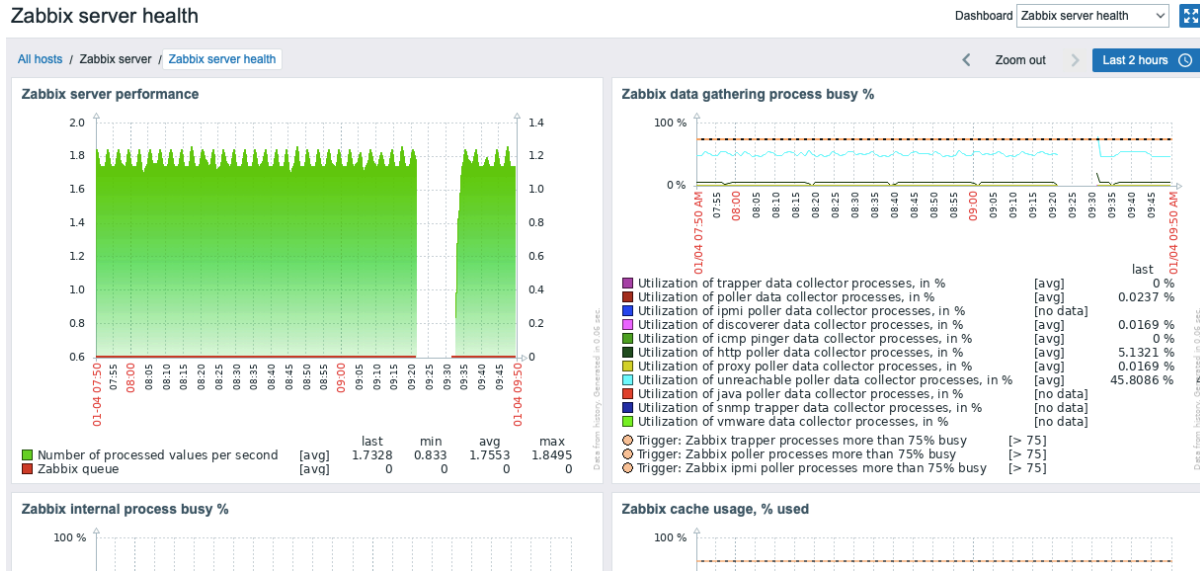 Zabbix server health
Dashboard Zabbix server health
All hosts / Zabbix server / Zabbix server health
Zoom out
Last 2 hours
Zabbix server performance
2.0
1.8
1.6
1.4
1.2
1.0
0.8
0.6
1.4
1.2
1.0
0.8
0.6
0.4
0.2
0
01-04 07:50 07:55 08:00 08:05 08:10 08:15 08:20 08:25 08:30 08:35 08:40 08:45 08:50 08:55 09:00 09:05 09:10 09:15 09:20 09:25 09:30 09:35 09:40 09:45 01-04 09:50
last min avg max
Number of processed values per second [avg] 1.7328 0.833 1.7553 1.8495
Zabbix queue [avg] 0 0 0 0
Data from history. Generated in 0.06 sec.
Zabbix data gathering process busy %
100 %
0 %
01/04 07:50 AM 07:55 08:00 08:05 08:10 08:15 08:20 08:25 08:30 08:35 08:40 08:45 08:50 08:55 09:00 09:05 09:10 09:15 09:20 09:25 09:30 09:35 09:40 09:45 01/04 09:50 AM
last
Utilization of trapper data collector processes, in % [avg] 0 %
Utilization of poller data collector processes, in % [avg] 0.0237 %
Utilization of ipmi poller data collector processes, in % [no data]
Utilization of discoverer data collector processes, in % [avg] 0.0169 %
Utilization of icmp pinger data collector processes, in % [avg] 0 %
Utilization of http poller data collector processes, in % [avg] 5.1321 %
Utilization of proxy poller data collector processes, in % [avg] 0.0169 %
Utilization of unreachable poller data collector processes, in % [avg] 45.8086 %
Utilization of java poller data collector processes, in % [no data]
Utilization of snmp trapper data collector processes, in % [no data]
Utilization of vmware data collector processes, in % [no data]
Trigger: Zabbix trapper processes more than 75% busy [> 75]
Trigger: Zabbix poller processes more than 75% busy [> 75]
Trigger: Zabbix ipmi poller processes more than 75% busy [> 75]
Zabbix internal process busy %
100 %
Zabbix cache usage, % used
100 %